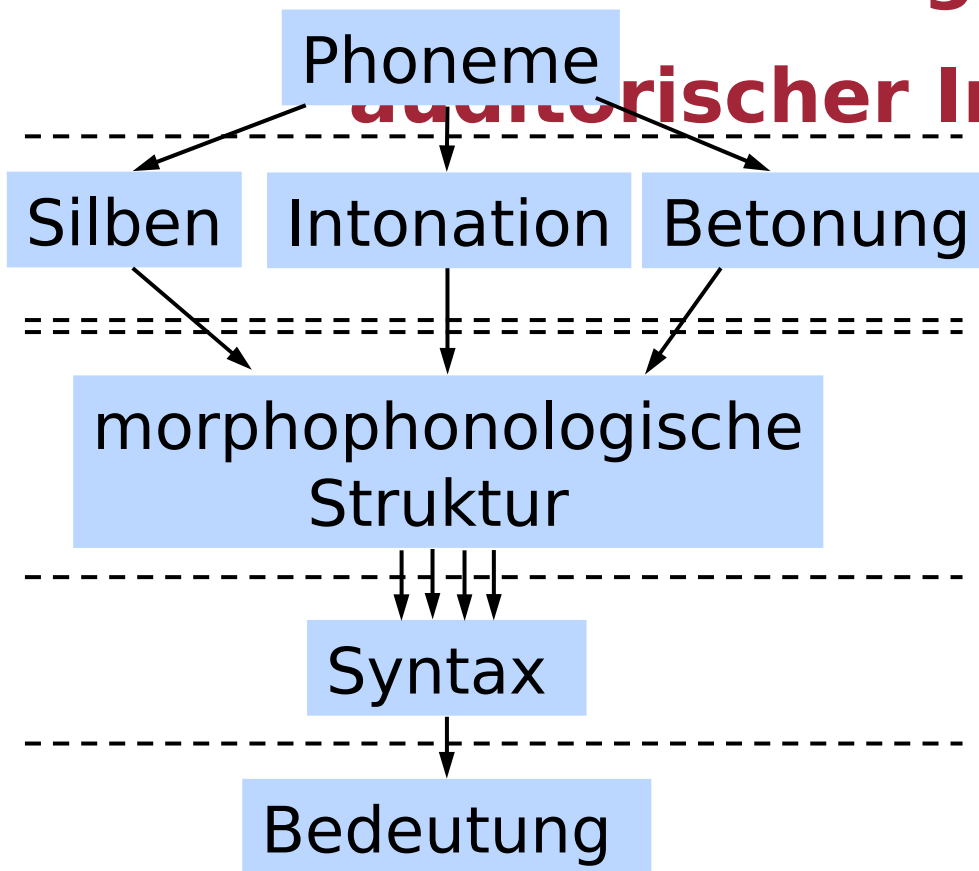 Phoneme
auditorischer
Silben
Intonation
Betonung
morphophonologische
Struktur
Syntax
Bedeutung